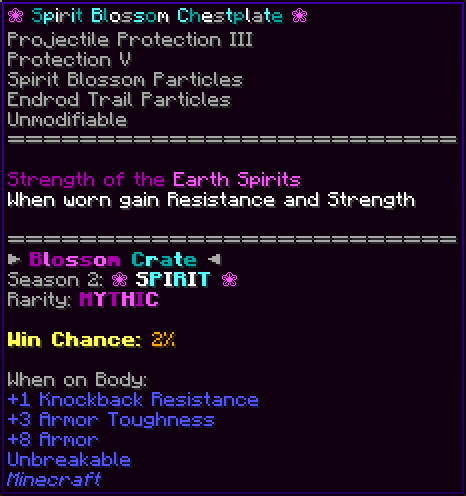 ❀ Spirit Blossom Chestplate ❀
Projectile Protection III
Protection V
Spirit Blossom Particles
Endrod Trail Particles
Unmodifiable
============================
Strength of the Earth Spirits
When worn gain Resistance and Strength
============================
► Blossom Crate ◄
Season 2: ❀ SPIRIT ❀
Rarity: MYTHIC
Win Chance: 2%
When on Body:
+1 Knockback Resistance
+3 Armor Toughness
+8 Armor
Unbreakable
Minecraft